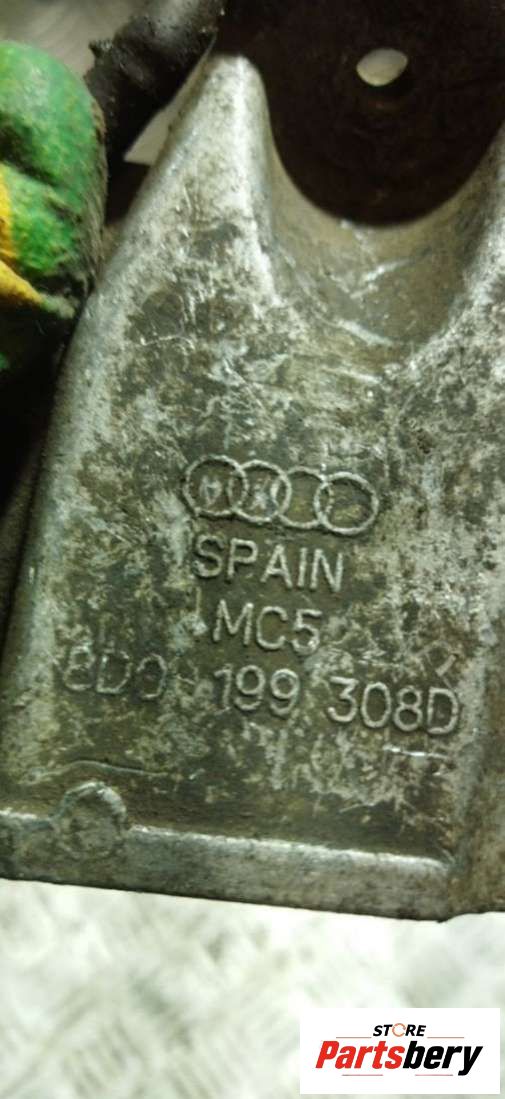 SPAIN
MC5
8D0 199 308D
STORE
Partsbery